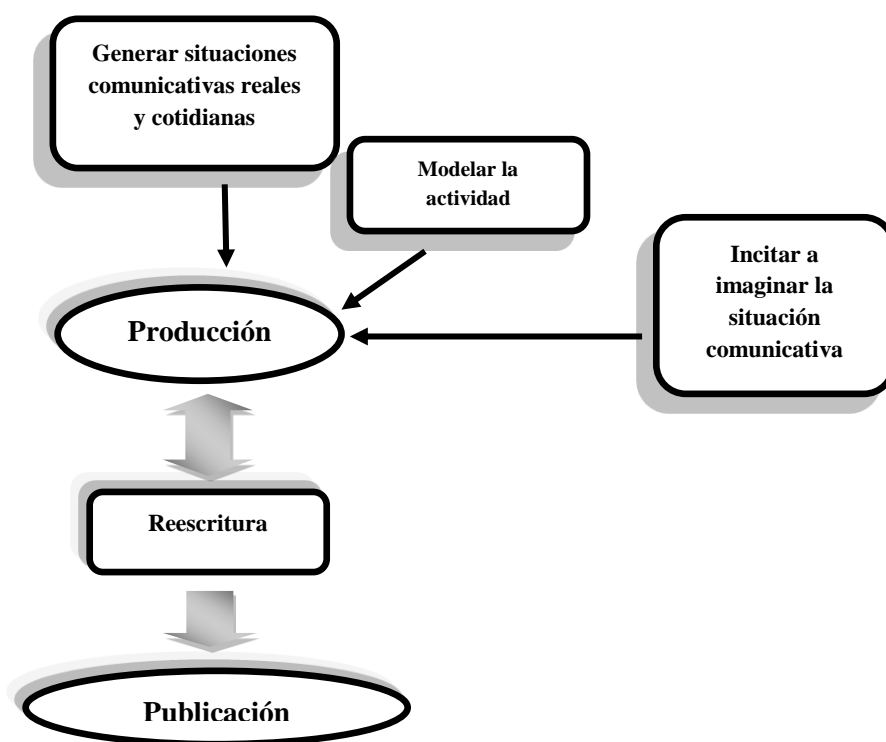 Generar situaciones
comunicativas reales
y cotidianas
Modelar la
actividad
Incitar a
imaginar la
situación
comunicativa
Producción
Reescritura
Publicación